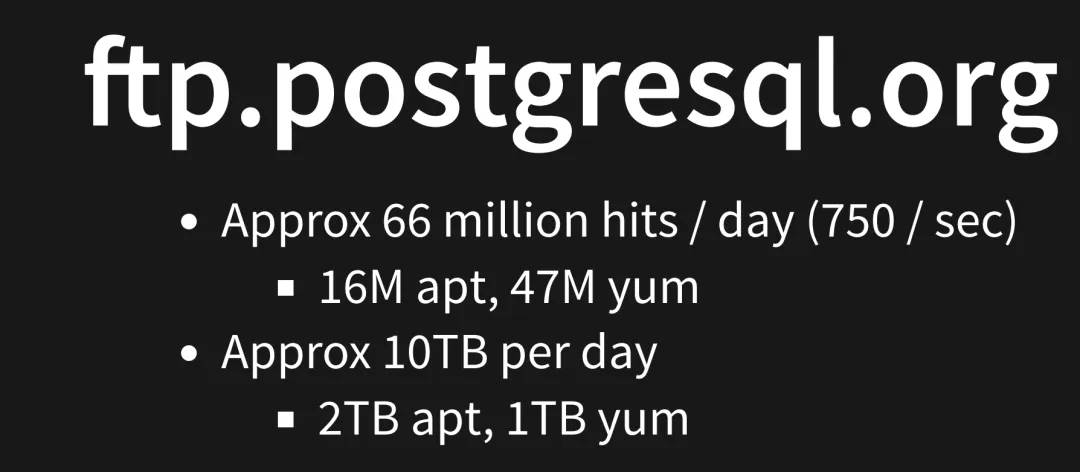 ftp.postgresql.org
• Approx 66 million hits / day (750 / sec)
▪ 16M apt, 47M yum
• Approx 10TB per day
▪ 2TB apt, 1TB yum